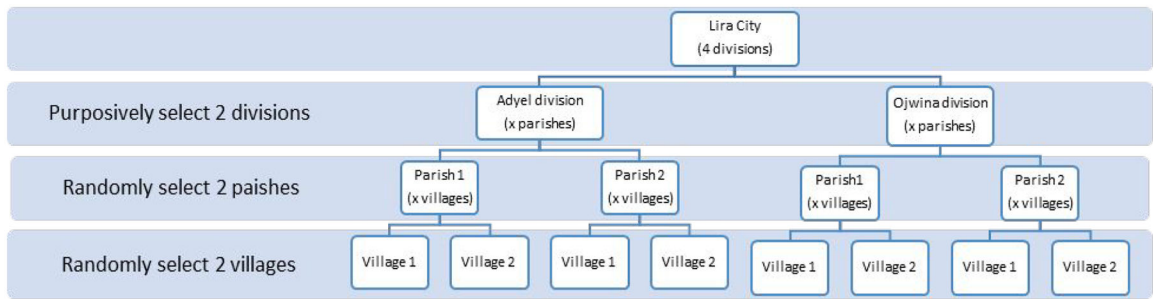 Lira City
(4 divisions)
Purposively select 2 divisions
Adyel division
(x parishes)
Ojwina division
(x parishes)
Randomly select 2 paishes
Parish 1
(x villages)
Parish 2
(x villages)
Parish1
(x villages)
Parish 2
(x villages)
Randomly select 2 villages
Village 1
Village 2
Village 1
Village 2
Village 1
Village 2
Village 1
Village 2